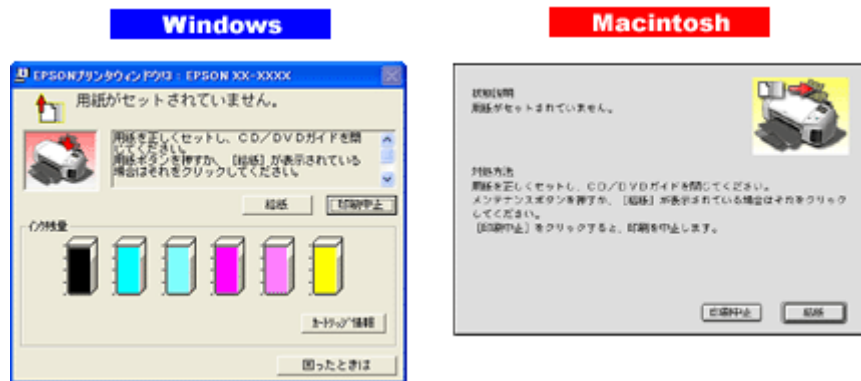 Windows
Macintosh
EPSONプリンタウィンドウ!3 : EPSON XX-XXXX
用紙がセットされていません。
用紙を正しくセットし、CD/DVDガイドを閉
じてください。
用紙ボタンを押すか、［給紙］が表示されている
場合はそれをクリックしてください。
給紙
印刷中止
インク残量
カートリッジ情報
困ったときは
状態説明
用紙がセットされていません。
対処方法
用紙を正しくセットし、CD/DVDガイドを閉じてください。
メンテナンスボタンを押すか、［給紙］が表示されている場合はそれをクリック
してください。
［印刷中止］をクリックすると、印刷を中止します。
印刷中止
給紙